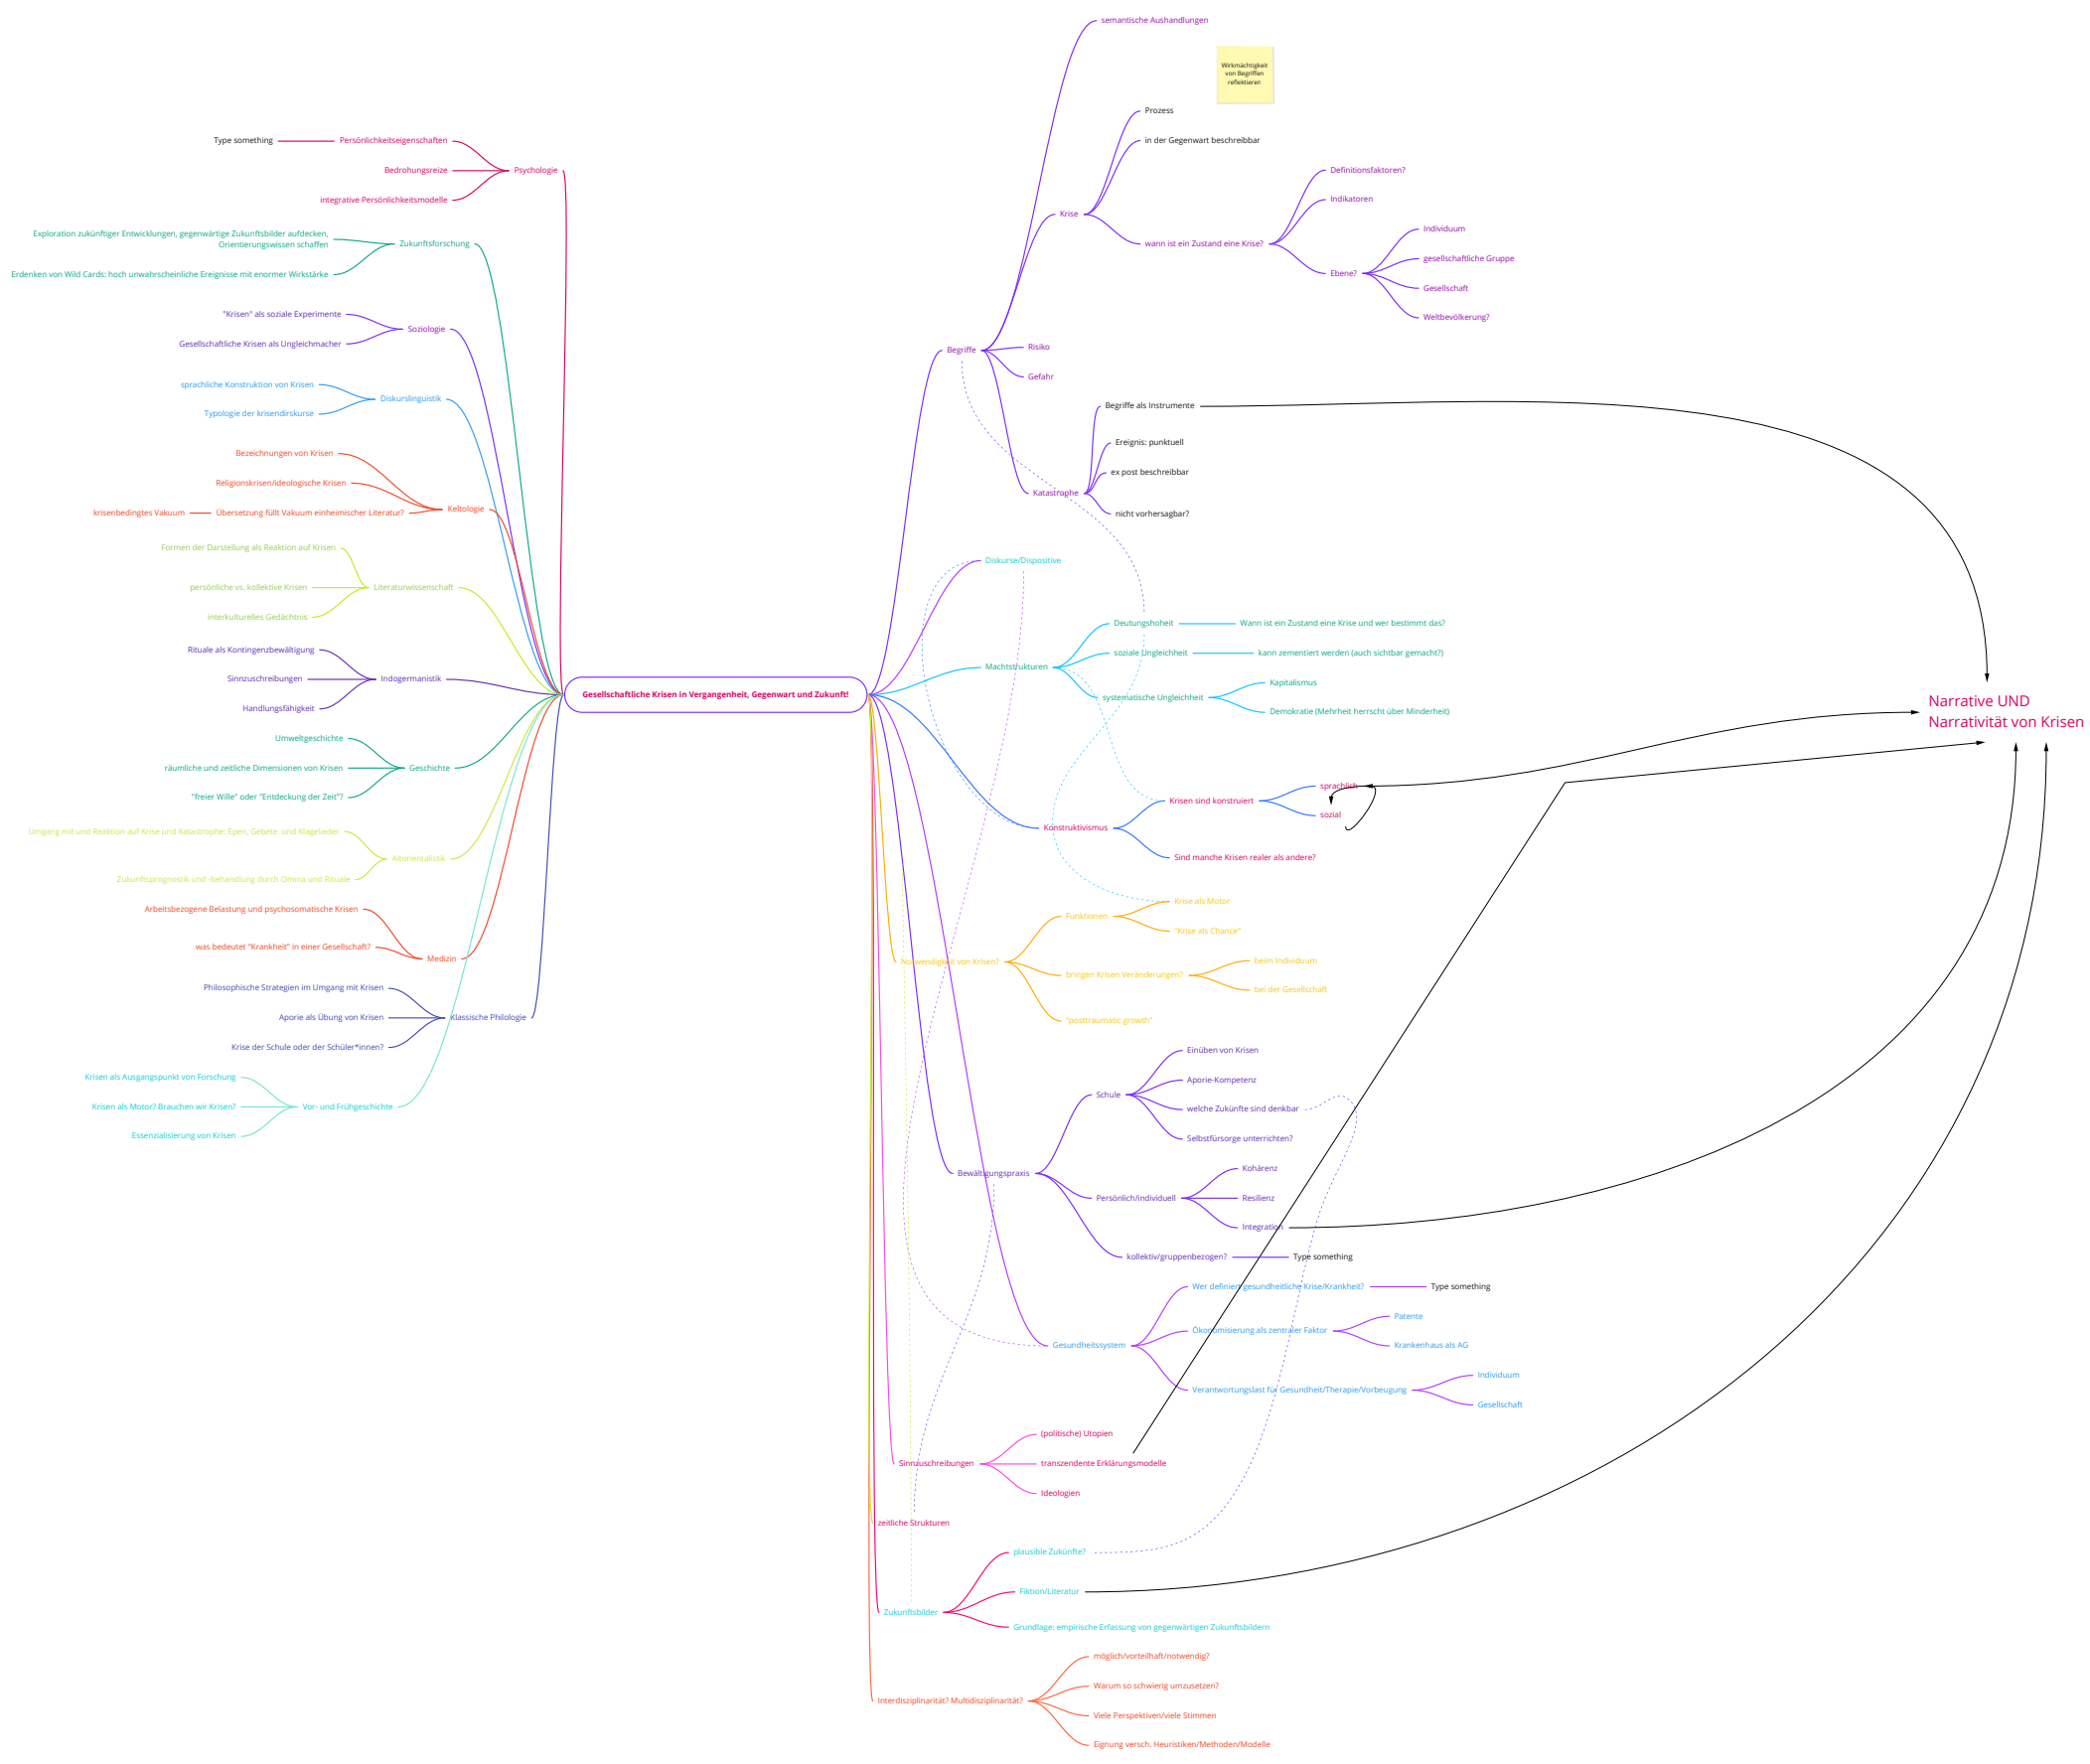 Gesellschaftliche Krisen in Vergangenheit, Gegenwart und Zukunft!
Psychologie
Persönlichkeitseigenschaften
Type something
Bedrohungsreize
integrative Persönlichkeitsmodelle
Zukunftsforschung
Exploration zukünftiger Entwicklungen, gegenwärtige Zukunftsbilder aufdecken,
Orientierungswissen schaffen
Erdenken von Wild Cards: hoch unwahrscheinliche Ereignisse mit enormer Wirkstärke
Soziologie
"Krisen" als soziale Experimente
Gesellschaftliche Krisen als Ungleichmacher
Diskurslinguistik
sprachliche Konstruktion von Krisen
Typologie der krisendirskurse
Keltologie
Bezeichnungen von Krisen
Religionskrisen/ideologische Krisen
Übersetzung füllt Vakuum einheimischer Literatur?
krisenbedingtes Vakuum
Literaturwissenschaft
Formen der Darstellung als Reaktion auf Krisen
persönliche vs. kollektive Krisen
interkulturelles Gedächtnis
Indogermanistik
Rituale als Kontingenzbewältigung
Sinnzuschreibungen
Handlungsfähigkeit
Geschichte
Umweltgeschichte
räumliche und zeitliche Dimensionen von Krisen
"freier Wille" oder "Entdeckung der Zeit"?
Altorientalistik
Umgang mit und Reaktion auf Krise und Katastrophe: Epen, Gebete und Klagelieder
Zukunftsprognostik und -behandlung durch Omina und Rituale
Medizin
Arbeitsbezogene Belastung und psychosomatische Krisen
was bedeutet "Krankheit" in einer Gesellschaft?
Klassische Philologie
Philosophische Strategien im Umgang mit Krisen
Aporie als Übung von Krisen
Krise der Schule oder der Schüler*innen?
Vor- und Frühgeschichte
Krisen als Ausgangspunkt von Forschung
Krisen als Motor? Brauchen wir Krisen?
Essenzialisierung von Krisen
Begriffe
semantische Aushandlungen
Wirkmächtigkeit
von Begriffen
reflektieren
Krise
Prozess
in der Gegenwart beschreibbar
wann ist ein Zustand eine Krise?
Definitionsfaktoren?
Indikatoren
Ebene?
Individuum
gesellschaftliche Gruppe
Gesellschaft
Weltbevölkerung?
Risiko
Gefahr
Katastrophe
Begriffe als Instrumente
Ereignis: punktuell
ex post beschreibbar
nicht vorhersagbar?
Diskurse/Dispositive
Machtstrukturen
Deutungshoheit
Wann ist ein Zustand eine Krise und wer bestimmt das?
soziale Ungleichheit
kann zementiert werden (auch sichtbar gemacht?)
systematische Ungleichheit
Kapitalismus
Demokratie (Mehrheit herrscht über Minderheit)
Konstruktivismus
Krisen sind konstruiert
sprachlich
sozial
Sind manche Krisen realer als andere?
Notwendigkeit von Krisen?
Funktionen
Krise als Motor
"Krise als Chance"
bringen Krisen Veränderungen?
beim Individuum
bei der Gesellschaft
"posttraumatic growth"
Bewältigungspraxis
Schule
Einüben von Krisen
Aporie-Kompetenz
welche Zukünfte sind denkbar
Selbstfürsorge unterrichten?
Persönlich/individuell
Kohärenz
Resilienz
Integration
kollektiv/gruppenbezogen?
Type something
Gesundheitssystem
Wer definiert gesundheitliche Krise/Krankheit?
Type something
Ökonomisierung als zentraler Faktor
Patente
Krankenhaus als AG
Verantwortungslast für Gesundheit/Therapie/Vorbeugung
Individuum
Gesellschaft
Sinnzuschreibungen
(politische) Utopien
transzendente Erklärungsmodelle
Ideologien
zeitliche Strukturen
Zukunftsbilder
plausible Zukünfte?
Fiktion/Literatur
Grundlage: empirische Erfassung von gegenwärtigen Zukunftsbildern
Interdisziplinarität? Multidisziplinarität?
möglich/vorteilhaft/notwendig?
Warum so schwierig umzusetzen?
Viele Perspektiven/viele Stimmen
Eignung versch. Heuristiken/Methoden/Modelle
Narrative UND
Narrativität von Krisen